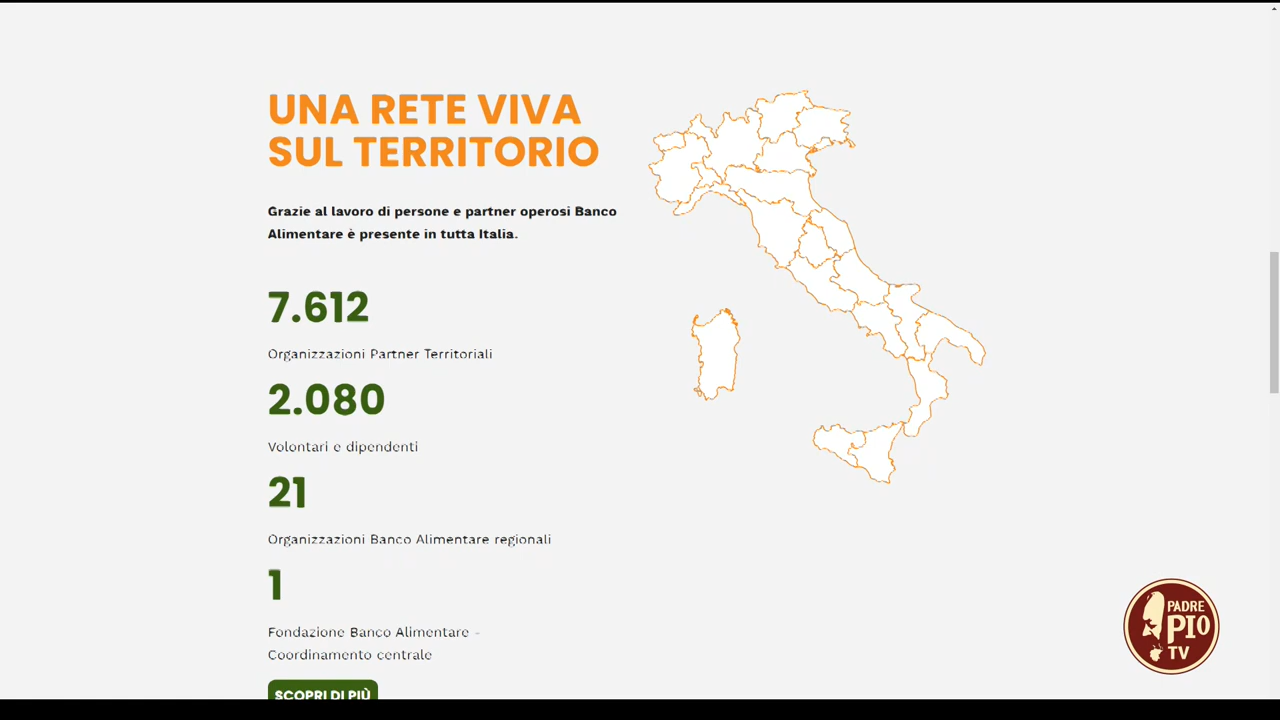 UNA RETE VIVA
SUL TERRITORIO
Grazie al lavoro di persone e partner operosi Banco
Alimentare è presente in tutta Italia.
7.612
Organizzazioni Partner Territoriali
2.080
Volontari e dipendenti
21
Organizzazioni Banco Alimentare regionali
1
Fondazione Banco Alimentare -
Coordinamento centrale
SCOPRI DI PIÙ
PADRE
PIO
TV